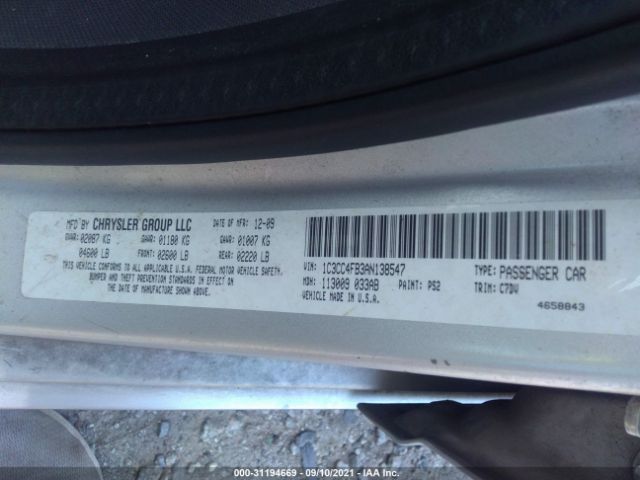 MFD BY CHRYSLER GROUP LLC DATE OF MFR: 12-09
GVWR: 02087 KG GAWR: 01180 KG GAWR: 01007 KG
04600 LB FRONT: 02600 LB REAR: 02220 LB
THIS VEHICLE CONFORMS TO ALL APPLICABLE U.S.A. FEDERAL MOTOR VEHICLE SAFETY,
BUMPER AND THEFT PREVENTION STANDARDS IN EFFECT ON
THE DATE OF MANUFACTURE SHOWN ABOVE.
VIN: 1C3CC4FB3AN138547 TYPE: PASSENGER CAR
MDH: 113009 033AB PAINT: PS2 TRIM: C7DV
VEHICLE MADE IN U.S.A. 4658843
000-31194669 - 09/10/2021 - IAA Inc.